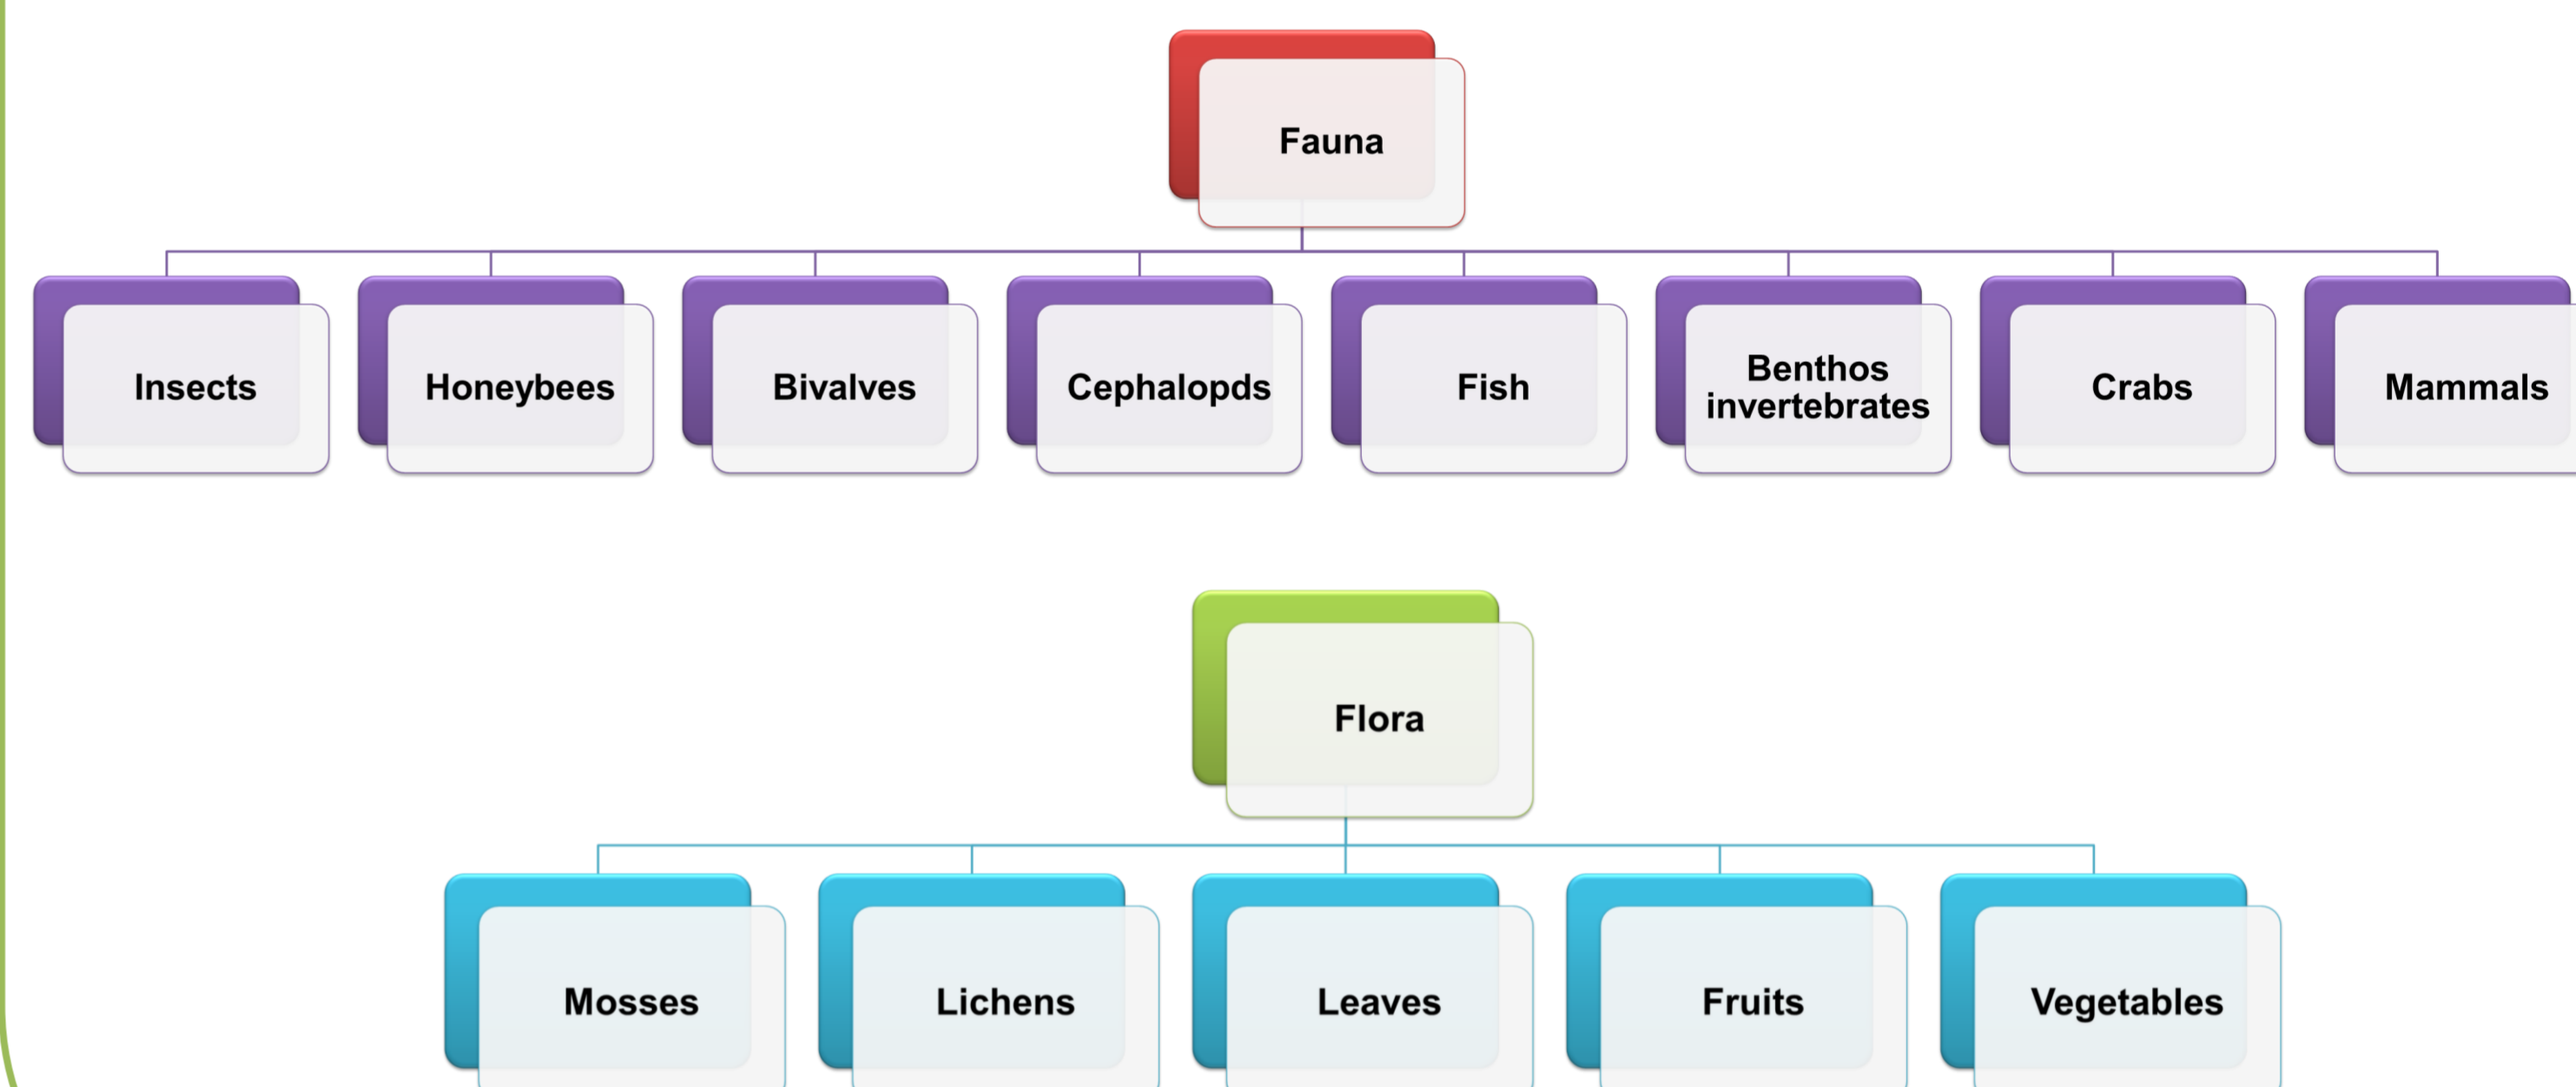 Fauna
Insects
Honeybees
Bivalves
Cephalopds
Fish
Benthos
invertebrates
Crabs
Mammals
Flora
Mosses
Lichens
Leaves
Fruits
Vegetables